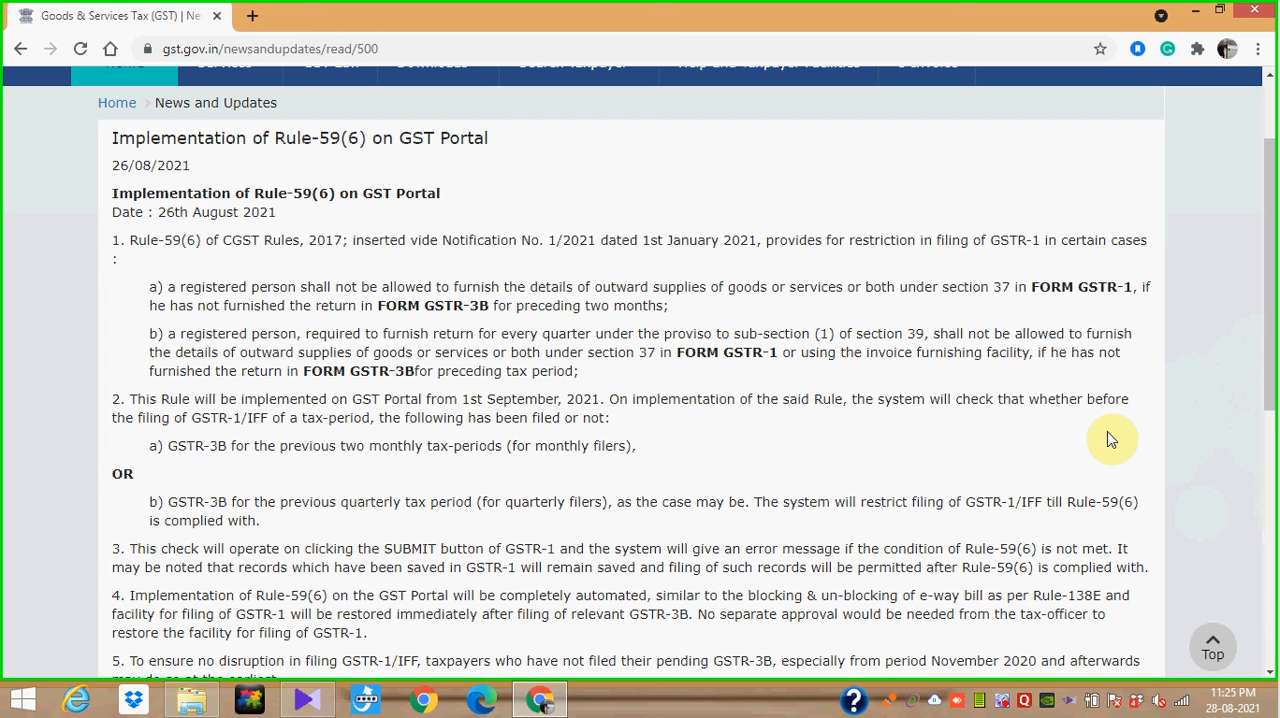 Goods & Services Tax (GST) | Ne
gst.gov.in/newsandupdates/read/500
Home > News and Updates
Implementation of Rule-59(6) on GST Portal
26/08/2021
Implementation of Rule-59(6) on GST Portal
Date : 26th August 2021
1. Rule-59(6) of CGST Rules, 2017; inserted vide Notification No. 1/2021 dated 1st January 2021, provides for restriction in filing of GSTR-1 in certain cases
:
a) a registered person shall not be allowed to furnish the details of outward supplies of goods or services or both under section 37 in FORM GSTR-1, if
he has not furnished the return in FORM GSTR-3B for preceding two months;
b) a registered person, required to furnish return for every quarter under the proviso to sub-section (1) of section 39, shall not be allowed to furnish
the details of outward supplies of goods or services or both under section 37 in FORM GSTR-1 or using the invoice furnishing facility, if he has not
furnished the return in FORM GSTR-3Bfor preceding tax period;
2. This Rule will be implemented on GST Portal from 1st September, 2021. On implementation of the said Rule, the system will check that whether before
the filing of GSTR-1/IFF of a tax-period, the following has been filed or not:
a) GSTR-3B for the previous two monthly tax-periods (for monthly filers),
OR
b) GSTR-3B for the previous quarterly tax period (for quarterly filers), as the case may be. The system will restrict filing of GSTR-1/IFF till Rule-59(6)
is complied with.
3. This check will operate on clicking the SUBMIT button of GSTR-1 and the system will give an error message if the condition of Rule-59(6) is not met. It
may be noted that records which have been saved in GSTR-1 will remain saved and filing of such records will be permitted after Rule-59(6) is complied with.
4. Implementation of Rule-59(6) on the GST Portal will be completely automated, similar to the blocking & un-blocking of e-way bill as per Rule-138E and
facility for filing of GSTR-1 will be restored immediately after filing of relevant GSTR-3B. No separate approval would be needed from the tax-officer to
restore the facility for filing of GSTR-1.
5. To ensure no disruption in filing GSTR-1/IFF, taxpayers who have not filed their pending GSTR-3B, especially from period November 2020 and afterwards
Top
11:25 PM
28-08-2021